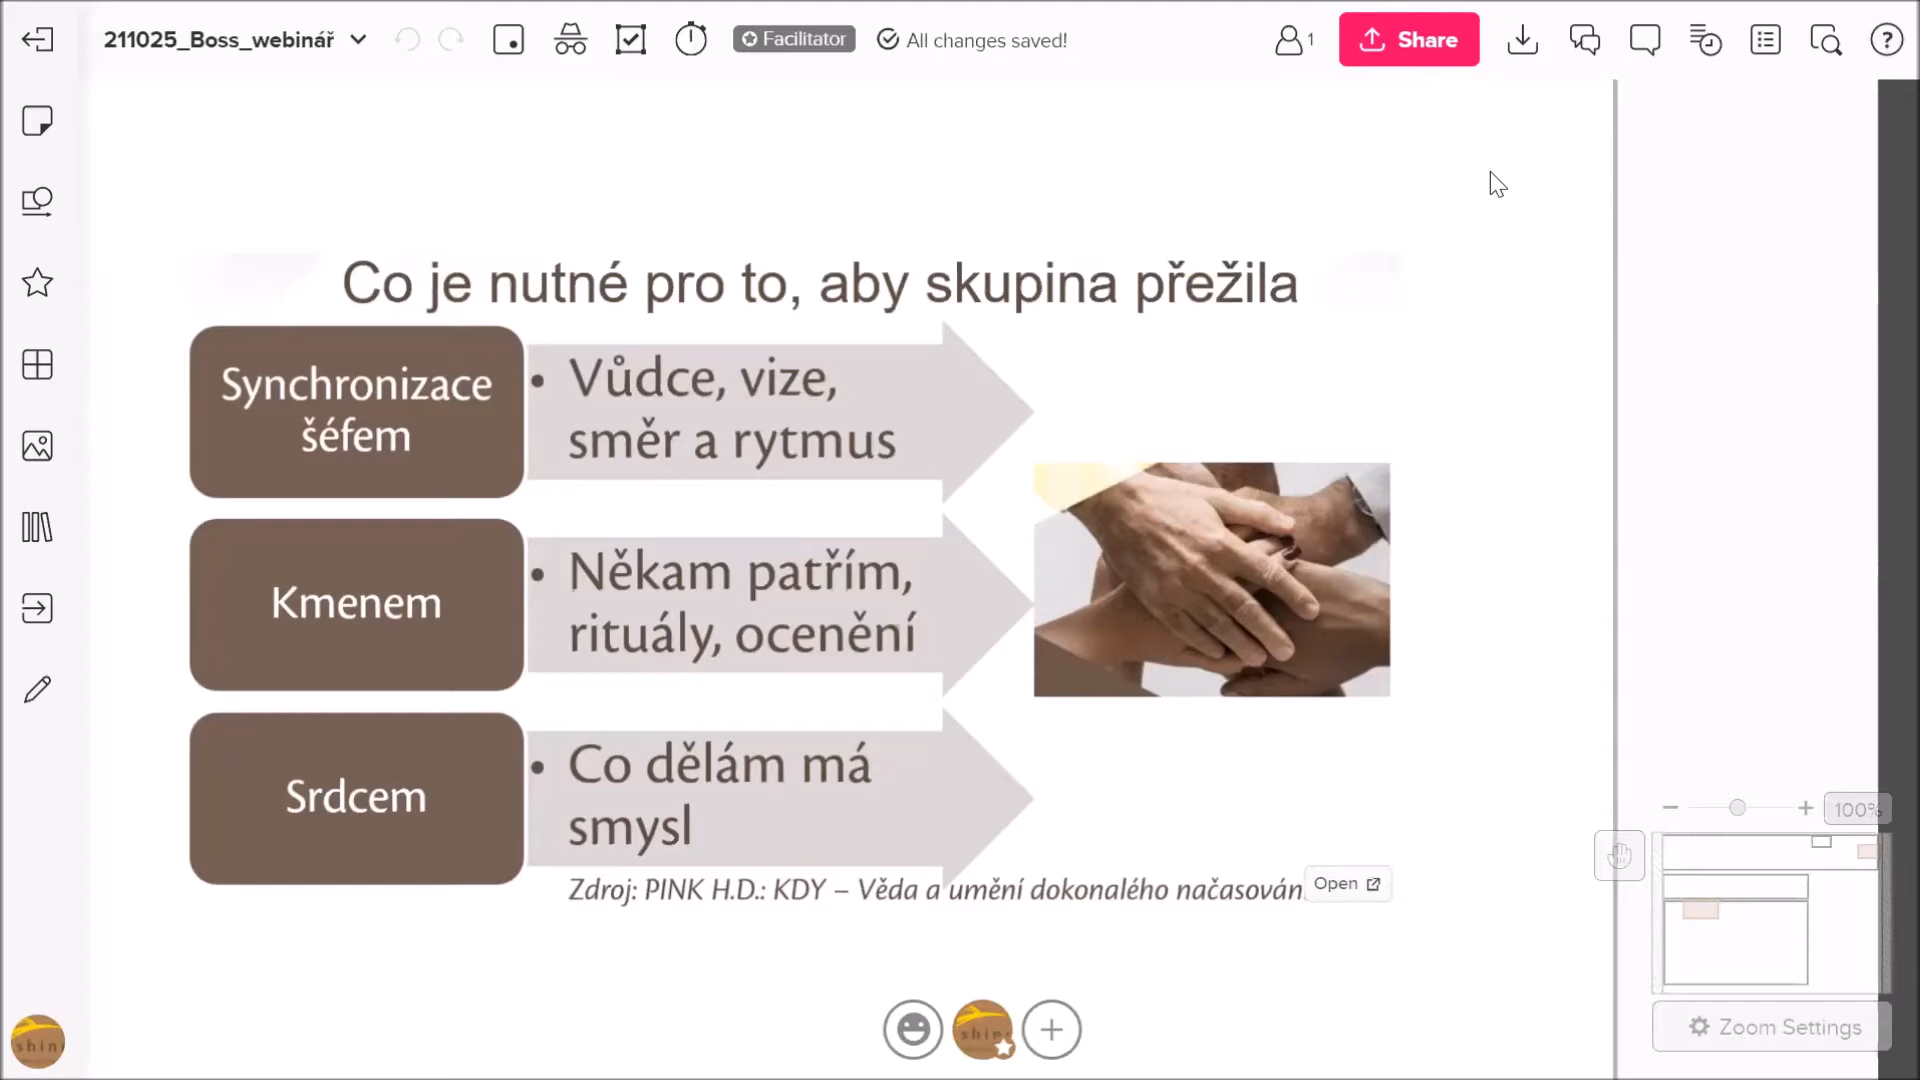 211025_Boss_webinář
Facilitator
All changes saved!
1
Share
?
Co je nutné pro to, aby skupina přežila
Synchronizace
šéfem
• Vůdce, vize,
směr a rytmus
Kmenem
• Někam patřím,
rituály, ocenění
Srdcem
• Co dělám má
smysl
Zdroj: PINK H.D.: KDY – Věda a umění dokonalého načasován
Open
100%
Zoom Settings
shin
shin